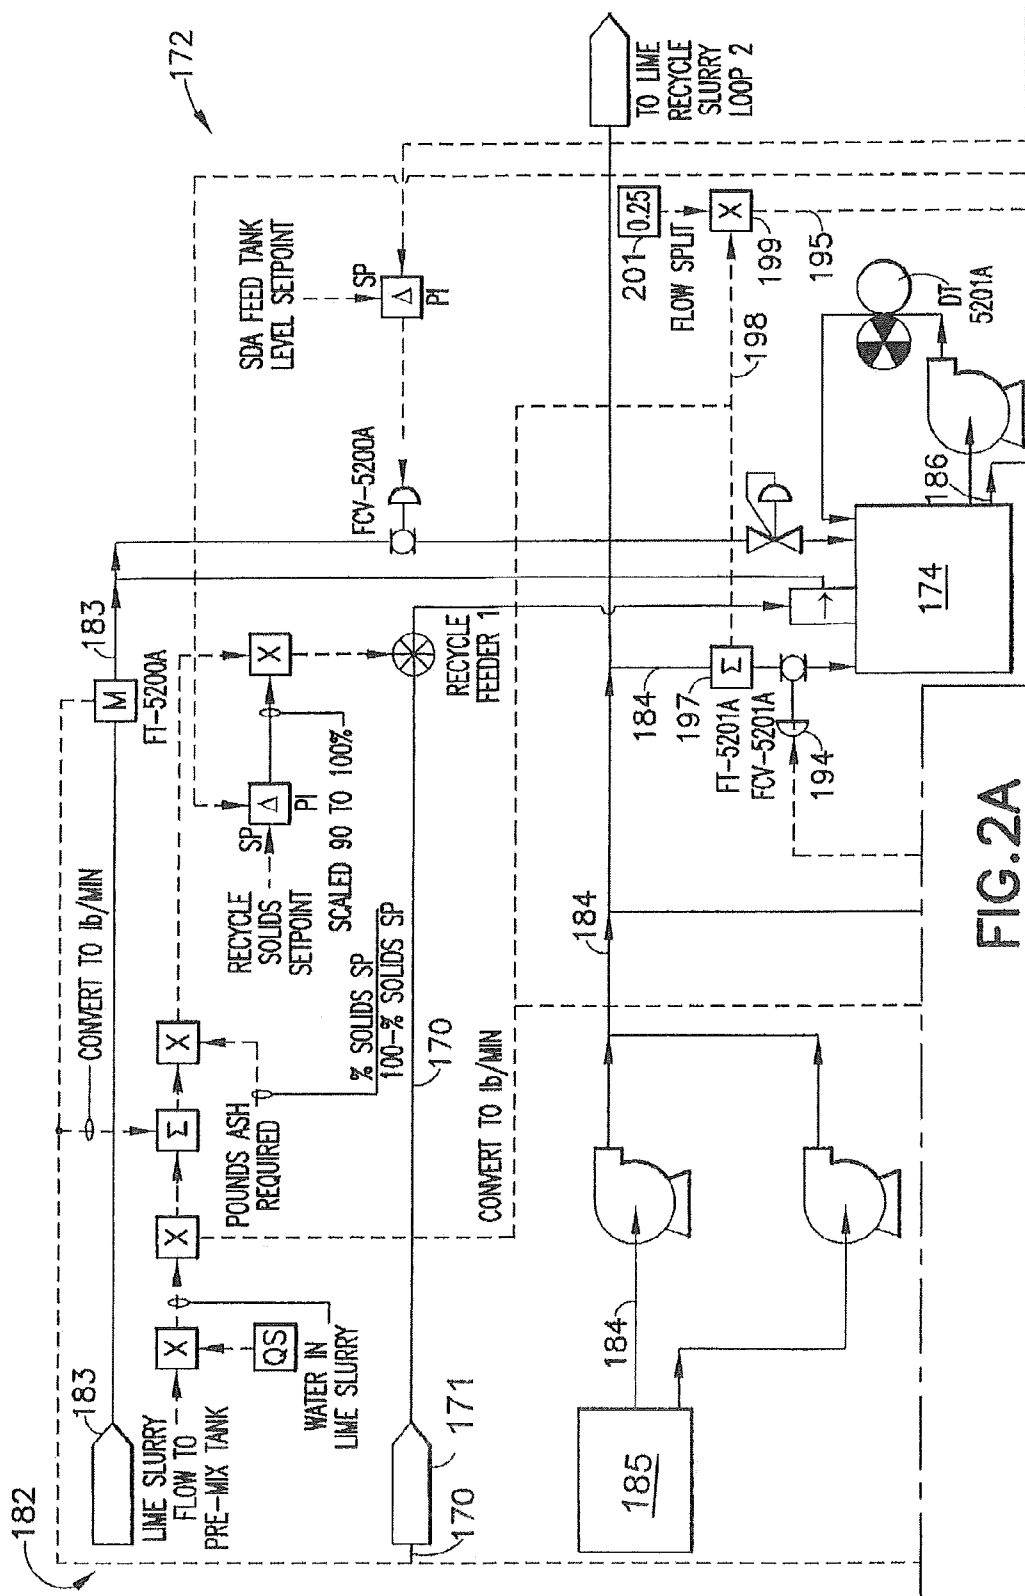 182
183
LIME SLURRY
FLOW TO
PRE-MIX TANK
X
QS
WATER IN
LIME SLURRY
X
Σ
X
CONVERT TO lb/MIN
POUNDS ASH
REQUIRED
% SOLIDS SP
100-% SOLIDS SP
RECYCLE
SOLIDS
SETPOINT
SP
Δ
PI
SCALED 90 TO 100%
X
M
FT-5200A
183
170
171
170
RECYCLE
FEEDER 1
FCV-5200A
SDA FEED TANK
LEVEL SETPOINT
SP
Δ
PI
172
TO LIME
RECYCLE
SLURRY
LOOP 2
CONVERT TO lb/MIN
185
184
184
184
Σ
197
FT-5201A
FCV-5201A
194
198
201
0.25
FLOW SPLIT
X
199
195
DT
5201A
186
174
FIG.2A